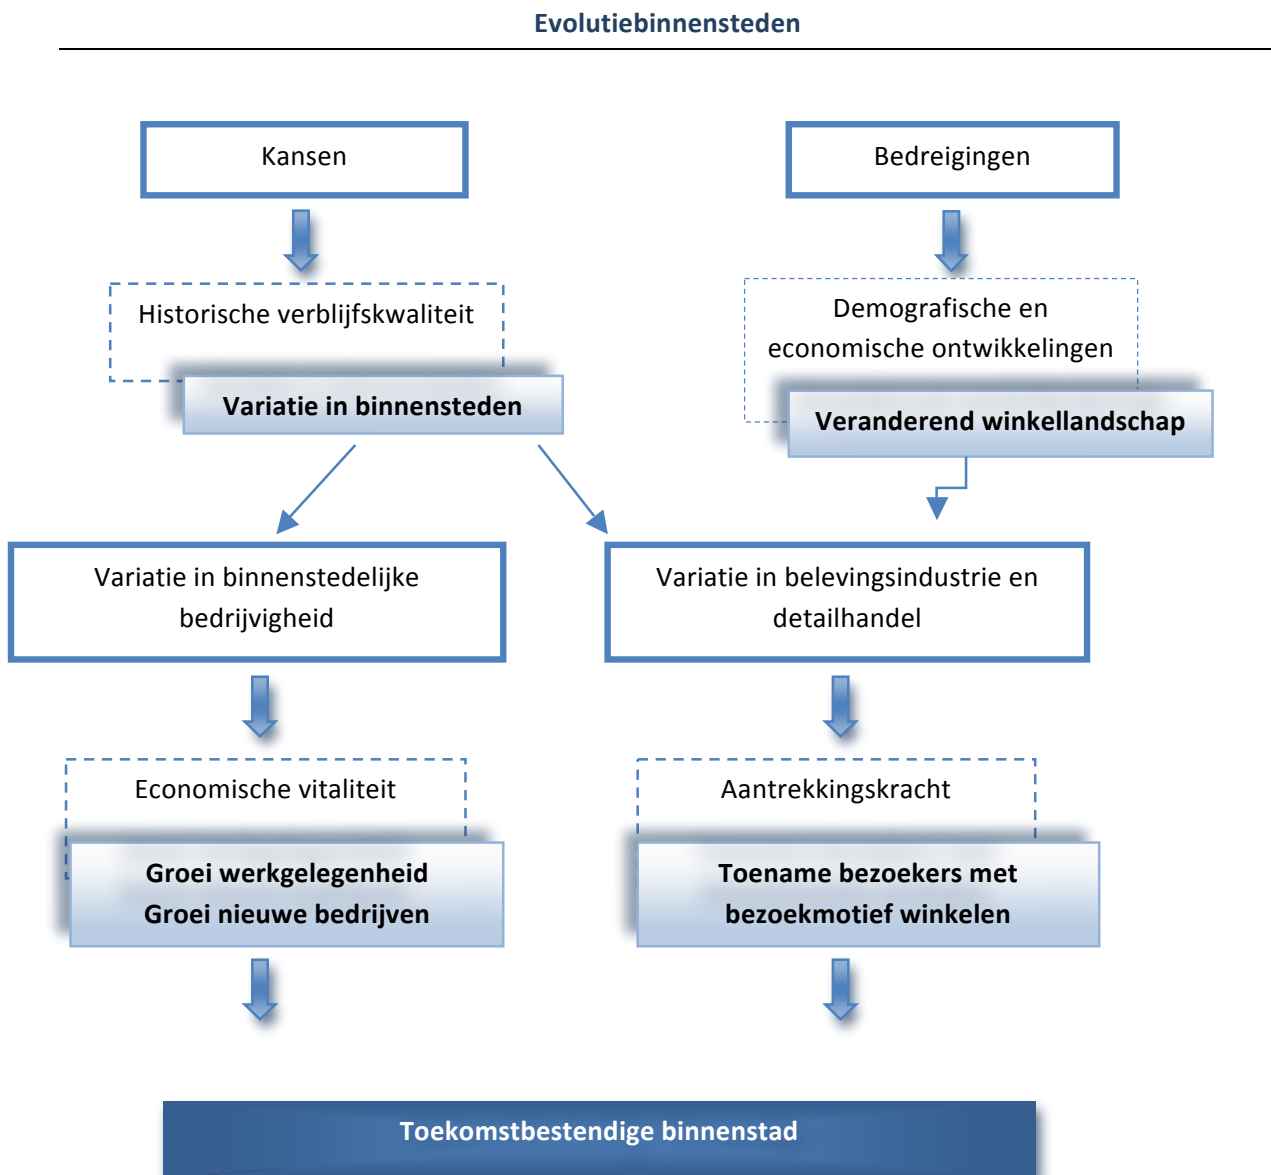 Evolutiebinnensteden
Kansen
Bedreigingen
Historische verblijfskwaliteit
Demografische en
economische ontwikkelingen
Variatie in binnensteden
Veranderend winkellandschap
Variatie in binnenstedelijke
bedrijvigheid
Variatie in belevingsindustrie en
detailhandel
Economische vitaliteit
Aantrekkingskracht
Groei werkgelegenheid
Groei nieuwe bedrijven
Toename bezoekers met
bezoekmotief winkelen
Toekomstbestendige binnenstad